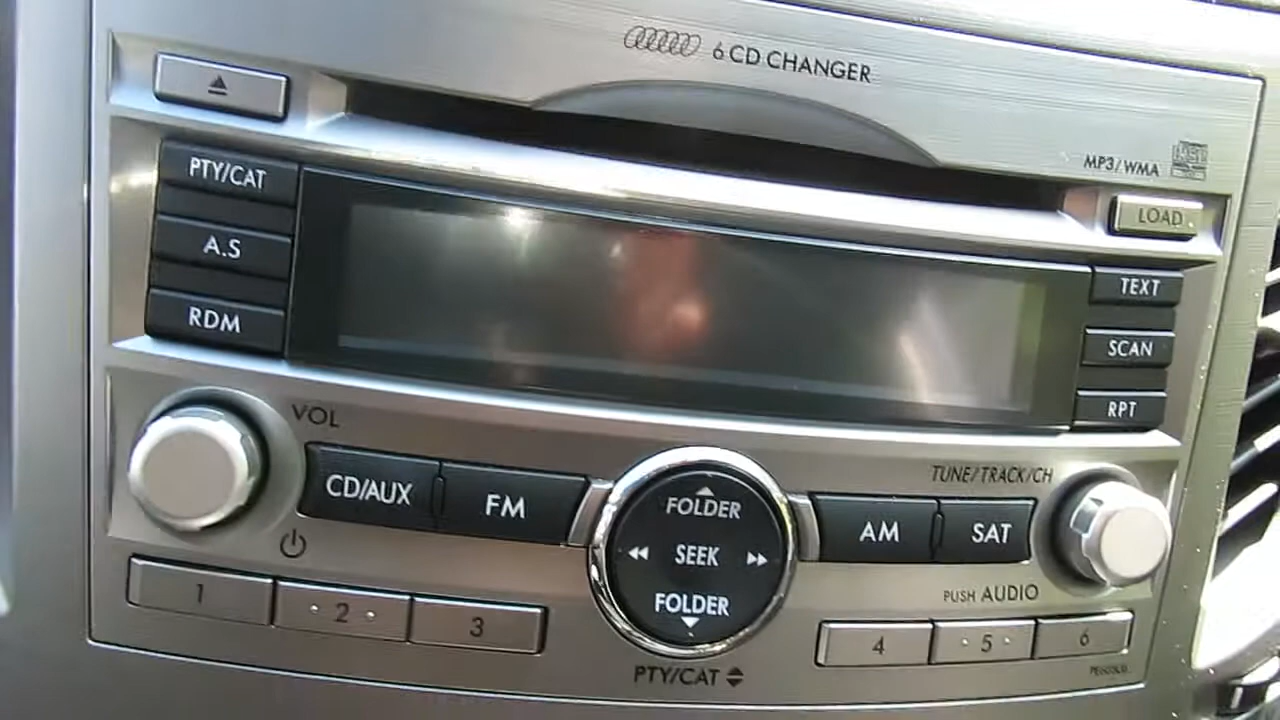 6 CD CHANGER
MP3/WMA
LOAD
PTY/CAT
A.S
RDM
TEXT
SCAN
RPT
VOL
TUNE/TRACK/CH
CD/AUX
FM
FOLDER
SEEK
FOLDER
AM
SAT
PUSH AUDIO
1
2
3
4
5
6
PTY/CAT